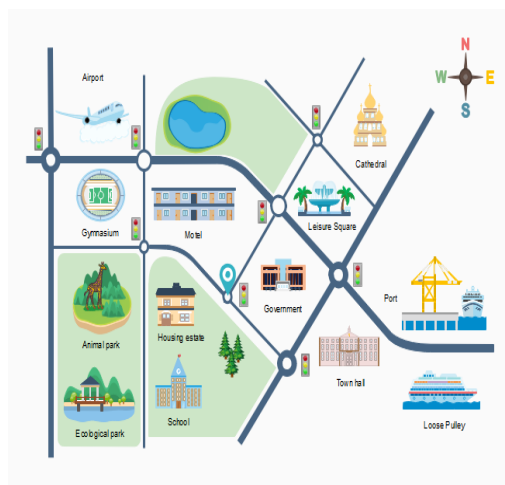 N
Airport
W
E
S
Cathedral
Gymnasium
Motel
Leisure Square
Port
Government
Animal park
Housing estate
Town hall
School
Loose Pulley
Ecological park